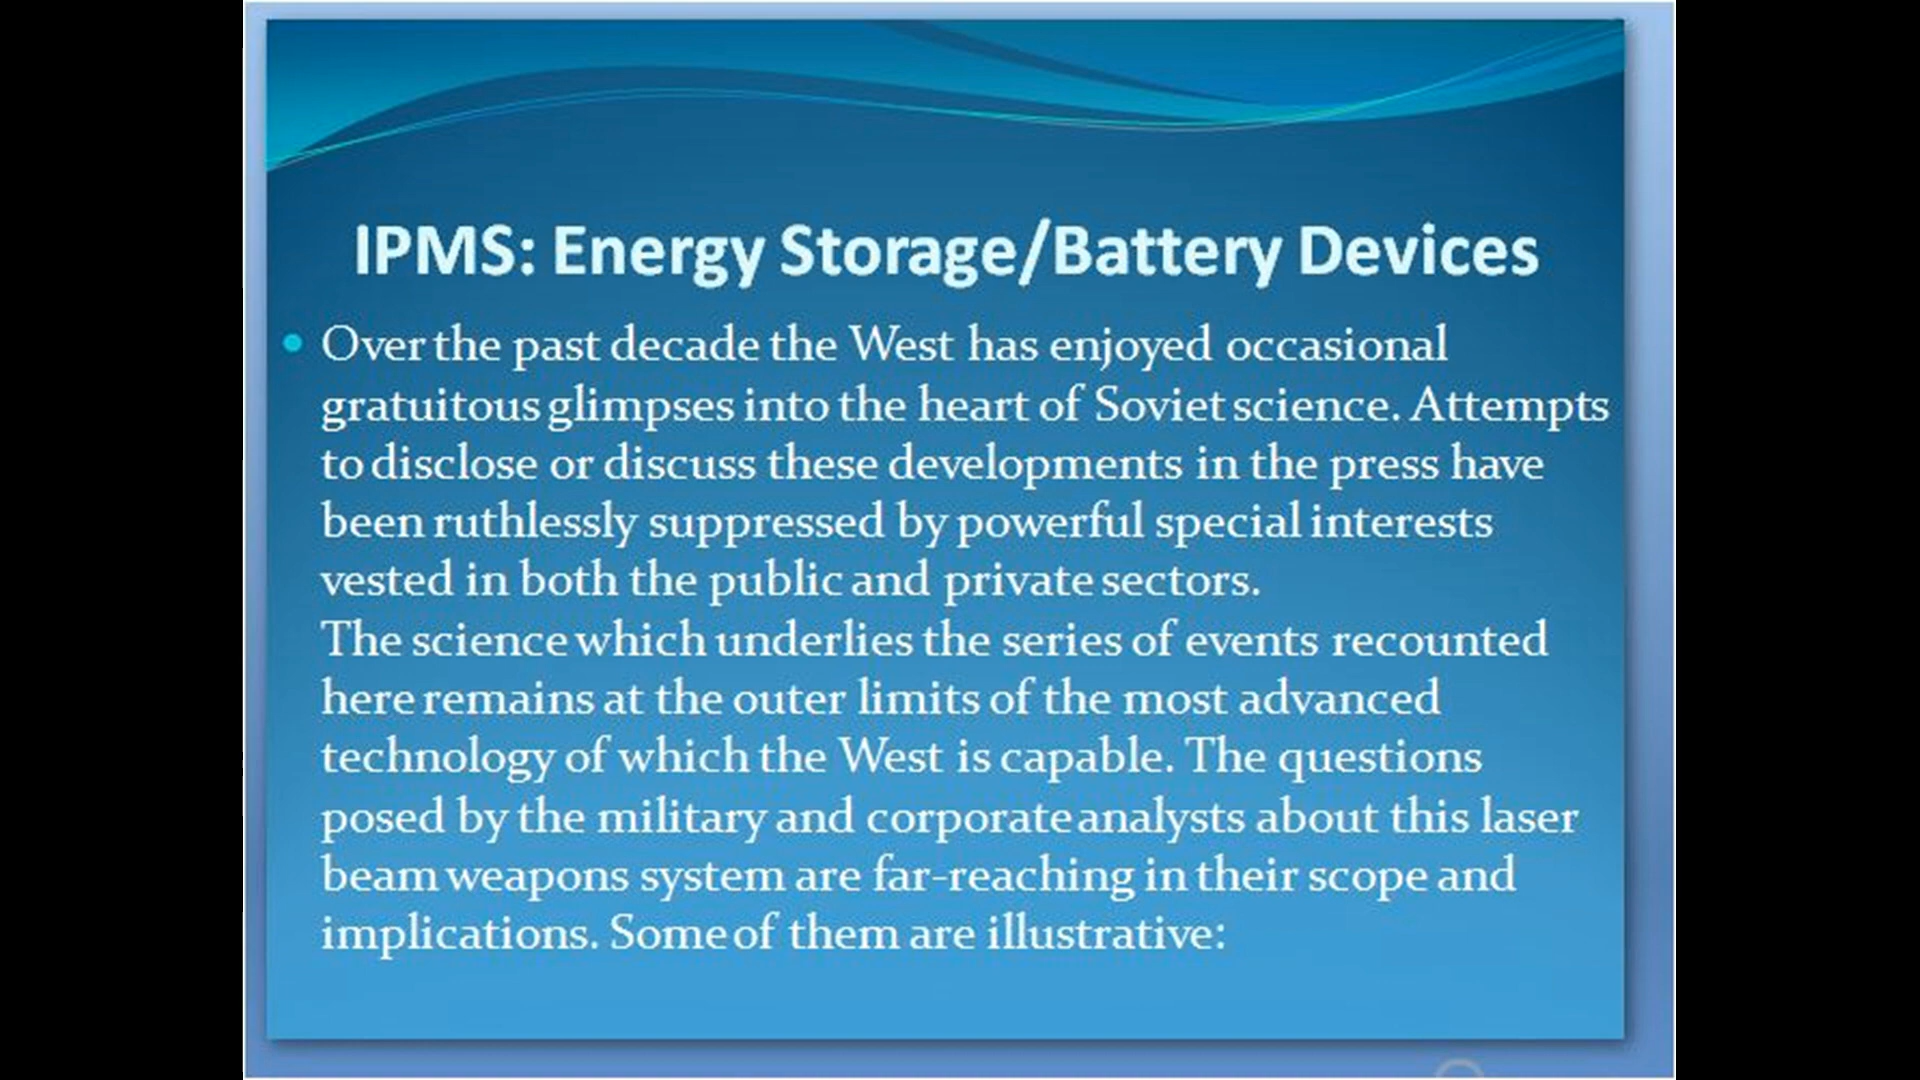 IPMS: Energy Storage/Battery Devices
• Over the past decade the West has enjoyed occasional
gratuitous glimpses into the heart of Soviet science. Attempts
to disclose or discuss these developments in the press have
been ruthlessly suppressed by powerful special interests
vested in both the public and private sectors.
The science which underlies the series of events recounted
here remains at the outer limits of the most advanced
technology of which the West is capable. The questions
posed by the military and corporate analysts about this laser
beam weapons system are far-reaching in their scope and
implications. Some of them are illustrative: